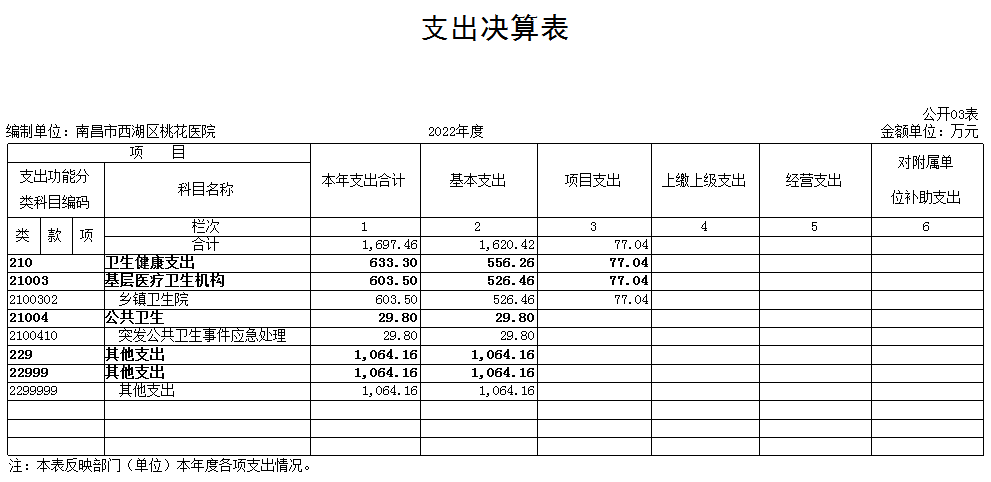 支出决算表
公开03表
编制单位：南昌市西湖区桃花医院 2022年度 金额单位：万元
项 目 本年支出合计 基本支出 项目支出 上缴上级支出 经营支出 对附属单位补助支出
支出功能分类科目编码 科目名称
类 款 项 栏次 1 2 3 4 5 6
合计 1,697.46 1,620.42 77.04
210 卫生健康支出 633.30 556.26 77.04
21003 基层医疗卫生机构 603.50 526.46 77.04
2100302 乡镇卫生院 603.50 526.46 77.04
21004 公共卫生 29.80 29.80
2100410 突发公共卫生事件应急处理 29.80 29.80
229 其他支出 1,064.16 1,064.16
22999 其他支出 1,064.16 1,064.16
2299999 其他支出 1,064.16 1,064.16
注：本表反映部门（单位）本年度各项支出情况。